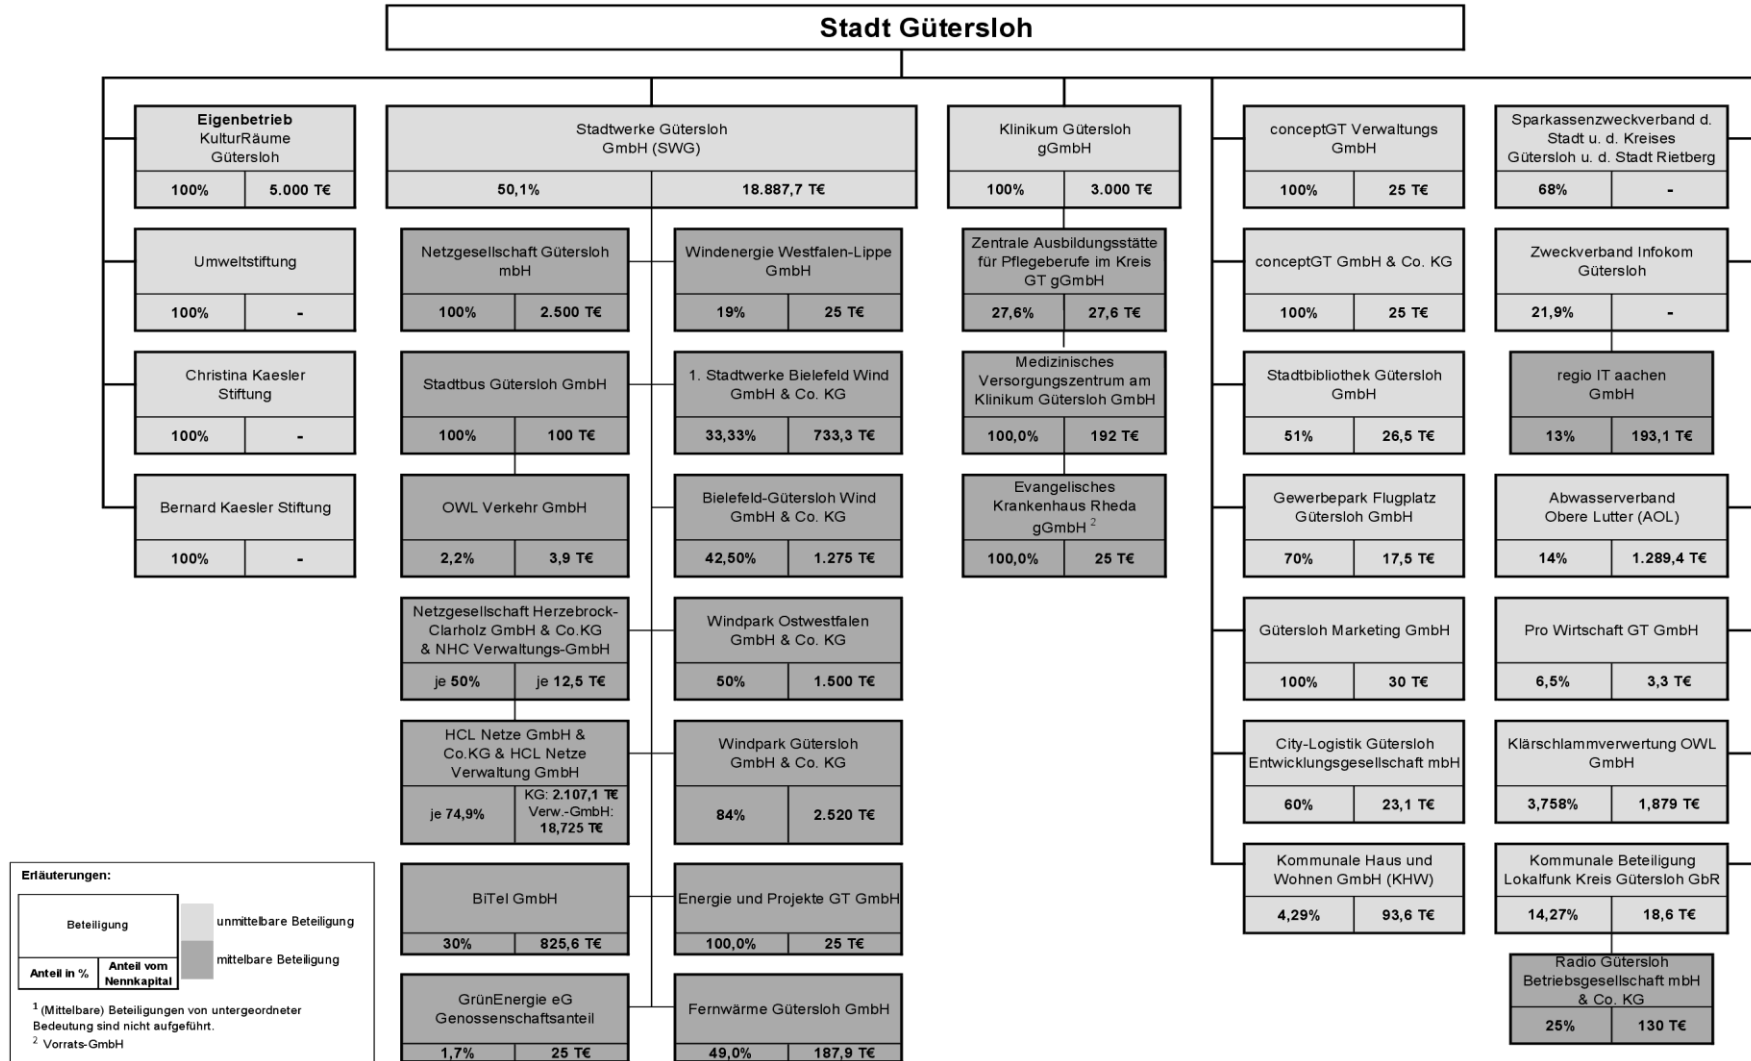 Stadt Gütersloh
Eigenbetrieb
KulturRäume
Gütersloh
100% 5.000 T€
Umweltstiftung
100% -
Christina Kaesler
Stiftung
100% -
Bernard Kaesler Stiftung
100% -
Stadtwerke Gütersloh
GmbH (SWG)
50,1% 18.887,7 T€
Netzgesellschaft Gütersloh
mbH
100% 2.500 T€
Stadtbus Gütersloh GmbH
100% 100 T€
OWL Verkehr GmbH
2,2% 3,9 T€
Netzgesellschaft Herzebrock-
Clarholz GmbH & Co.KG
& NHC Verwaltungs-GmbH
je 50% je 12,5 T€
HCL Netze GmbH &
Co.KG & HCL Netze
Verwaltung GmbH
je 74,9%
KG: 2.107,1 T€
Verw.-GmbH:
18,725 T€
BiTel GmbH
30% 825,6 T€
GrünEnergie eG
Genossenschaftsanteil
1,7% 25 T€
Windenergie Westfalen-Lippe
GmbH
19% 25 T€
1. Stadtwerke Bielefeld Wind
GmbH & Co. KG
33,33% 733,3 T€
Bielefeld-Gütersloh Wind
GmbH & Co. KG
42,50% 1.275 T€
Windpark Ostwestfalen
GmbH & Co. KG
50% 1.500 T€
Windpark Gütersloh
GmbH & Co. KG
84% 2.520 T€
Energie und Projekte GT GmbH
100,0% 25 T€
Fernwärme Gütersloh GmbH
49,0% 187,9 T€
Klinikum Gütersloh
gGmbH
100% 3.000 T€
Zentrale Ausbildungsstätte
für Pflegeberufe im Kreis
GT gGmbH
27,6% 27,6 T€
Medizinisches
Versorgungszentrum am
Klinikum Gütersloh GmbH
100,0% 192 T€
Evangelisches
Krankenhaus Rheda
gGmbH 2
100,0% 25 T€
conceptGT Verwaltungs
GmbH
100% 25 T€
conceptGT GmbH & Co. KG
100% 25 T€
Stadtbibliothek Gütersloh
GmbH
51% 26,5 T€
Gewerbepark Flugplatz
Gütersloh GmbH
70% 17,5 T€
Gütersloh Marketing GmbH
100% 30 T€
City-Logistik Gütersloh
Entwicklungsgesellschaft mbH
60% 23,1 T€
Kommunale Haus und
Wohnen GmbH (KHW)
4,29% 93,6 T€
Sparkassenzweckverband d.
Stadt u. d. Kreises
Gütersloh u. d. Stadt Rietberg
68% -
Zweckverband Infokom
Gütersloh
21,9% -
regio IT aachen
GmbH
13% 193,1 T€
Abwasserverband
Obere Lutter (AOL)
14% 1.289,4 T€
Pro Wirtschaft GT GmbH
6,5% 3,3 T€
Klärschlammverwertung OWL
GmbH
3,758% 1,879 T€
Kommunale Beteiligung
Lokalfunk Kreis Gütersloh GbR
14,27% 18,6 T€
Radio Gütersloh
Betriebsgesellschaft mbH
& Co. KG
25% 130 T€
Erläuterungen:
Beteiligung
Anteil in %
Anteil vom
Nennkapital
unmittelbare Beteiligung
mittelbare Beteiligung
1 (Mittelbare) Beteiligungen von untergeordneter
Bedeutung sind nicht aufgeführt.
2 Vorrats-GmbH